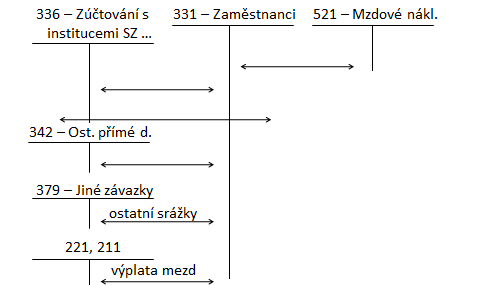 336 – Zúčtování s
institucemi SZ ...
331 – Zaměstnanci
521 – Mzdové nákl.
342 – Ost. přímé d.
379 – Jiné závazky
ostatní srážky
221, 211
výplata mezd